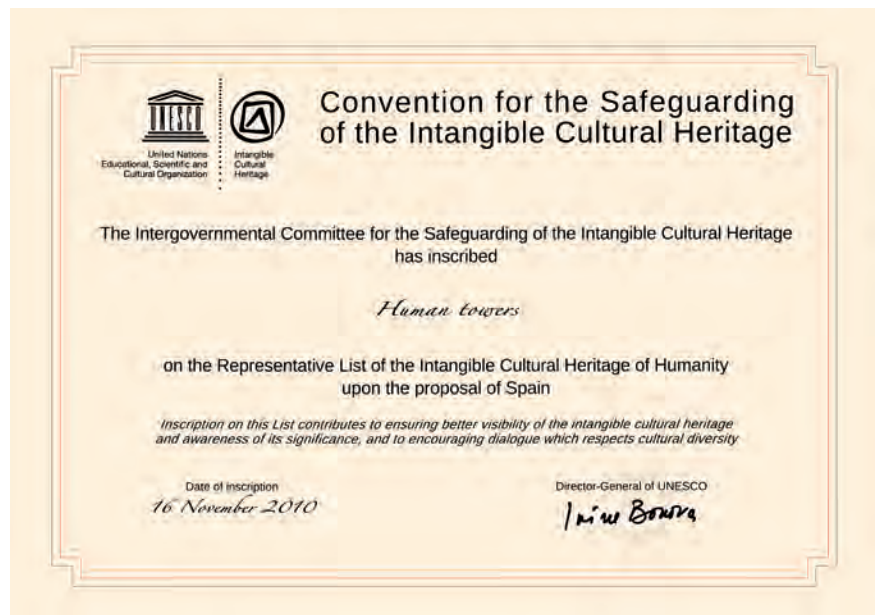 Convention for the Safeguarding
of the Intangible Cultural Heritage
UNESCO
United Nations
Educational, Scientific and
Cultural Organization
Intangible
Cultural
Heritage
The Intergovernmental Committee for the Safeguarding of the Intangible Cultural Heritage
has inscribed
Human towers
on the Representative List of the Intangible Cultural Heritage of Humanity
upon the proposal of Spain
Inscription on this List contributes to ensuring better visibility of the intangible cultural heritage
and awareness of its significance, and to encouraging dialogue which respects cultural diversity
Date of inscription
16 November 2010
Director-General of UNESCO